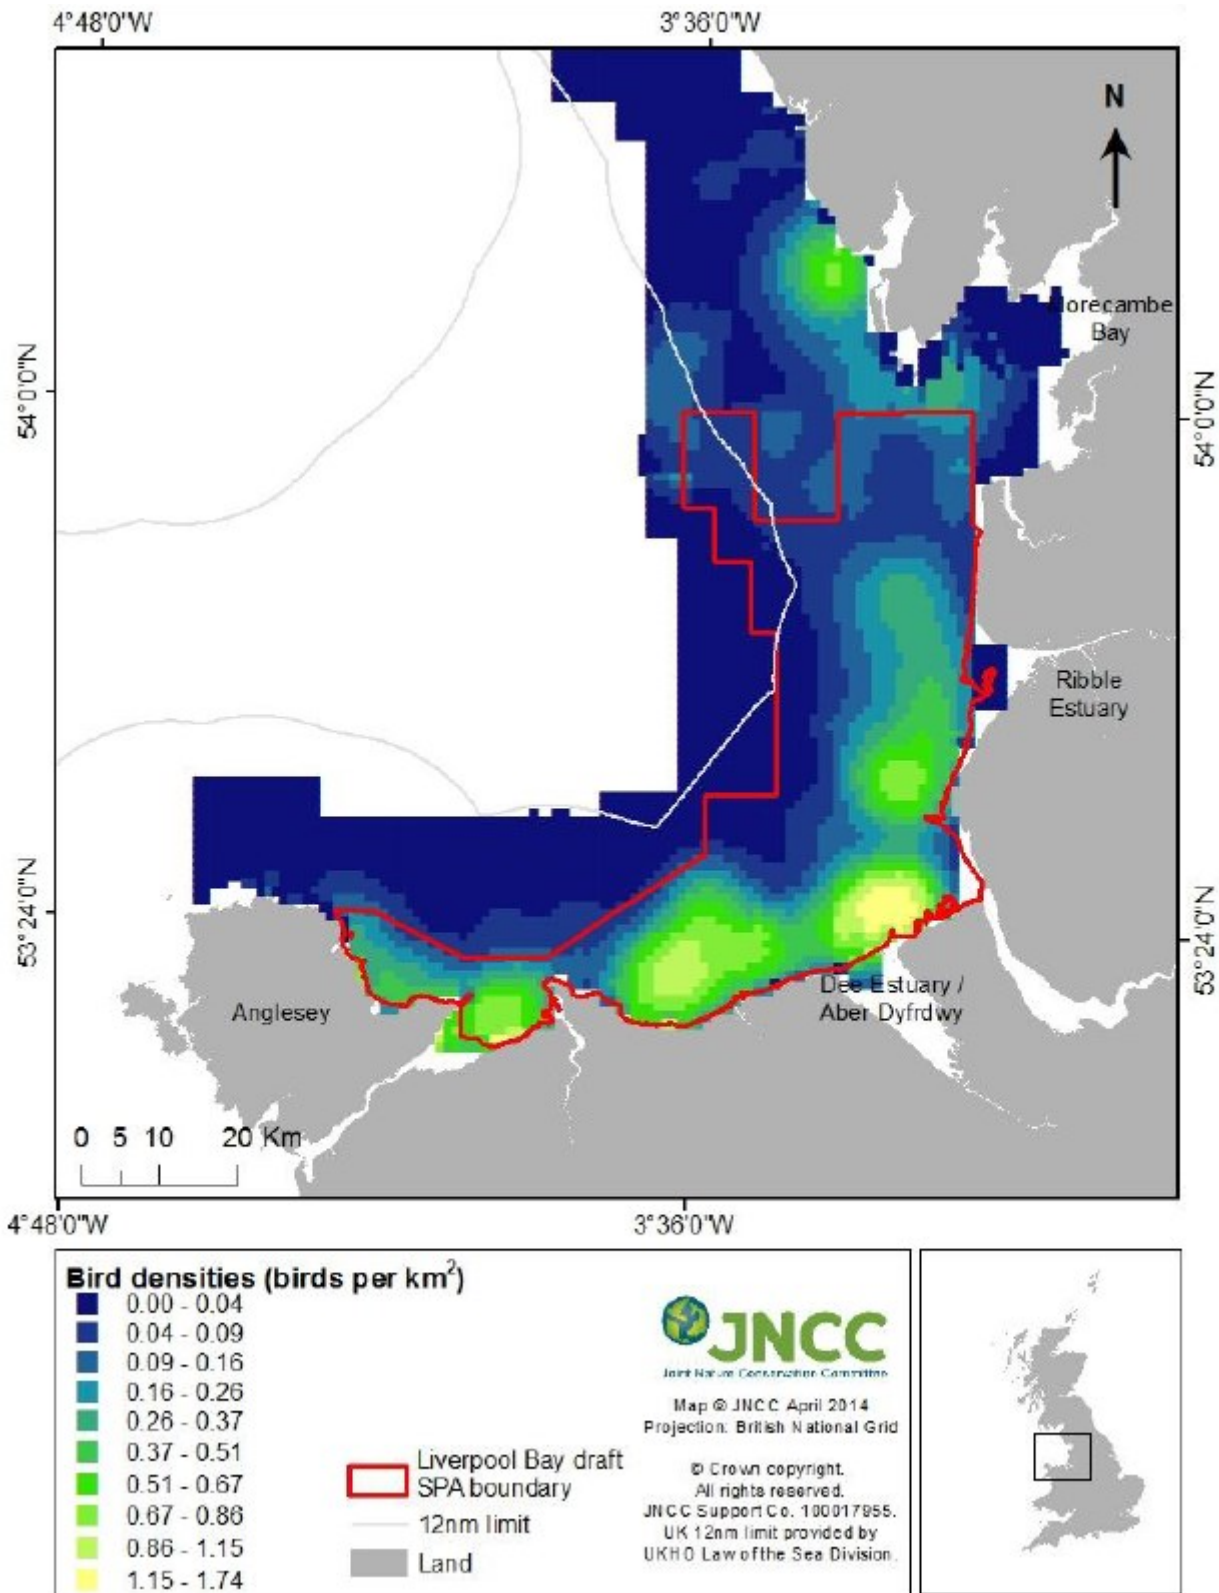 4°48'0"W
3°36'0"W
N
Morecambe
Bay
54°0'0"N
54°0'0"N
Ribble
Estuary
53°24'0"N
53°24'0"N
Dee Estuary /
Aber Dyfrdwy
Anglesey
0 5 10 20 Km
4°48'0"W
3°36'0"W
Bird densities (birds per km²)
0.00 - 0.04
0.04 - 0.09
0.09 - 0.16
0.16 - 0.26
0.26 - 0.37
0.37 - 0.51
0.51 - 0.67
0.67 - 0.86
0.86 - 1.15
1.15 - 1.74
Liverpool Bay draft
SPA boundary
12nm limit
Land
JNCC
Joint Nature Conservation Committee
Map © JNCC April 2014
Projection: British National Grid
© Crown copyright.
All rights reserved.
JNCC Support Co. 100017955.
UK 12nm limit provided by
UKHO Law of the Sea Division.